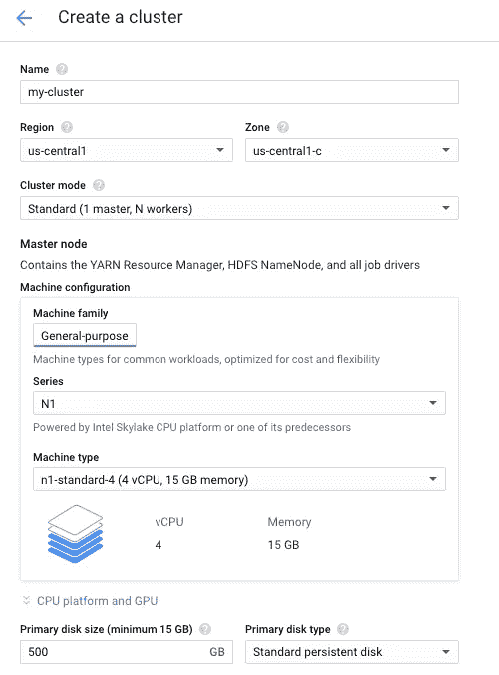 Create a cluster
Name
my-cluster
Region Zone
us-central1 us-central1-c
Cluster mode
Standard (1 master, N workers)
Master node
Contains the YARN Resource Manager, HDFS NameNode, and all job drivers
Machine configuration
Machine family
General-purpose
Machine types for common workloads, optimized for cost and flexibility
Series
N1
Powered by Intel Skylake CPU platform or one of its predecessors
Machine type
n1-standard-4 (4 vCPU, 15 GB memory)
vCPU Memory
4 15 GB
CPU platform and GPU
Primary disk size (minimum 15 GB) Primary disk type
500 GB Standard persistent disk